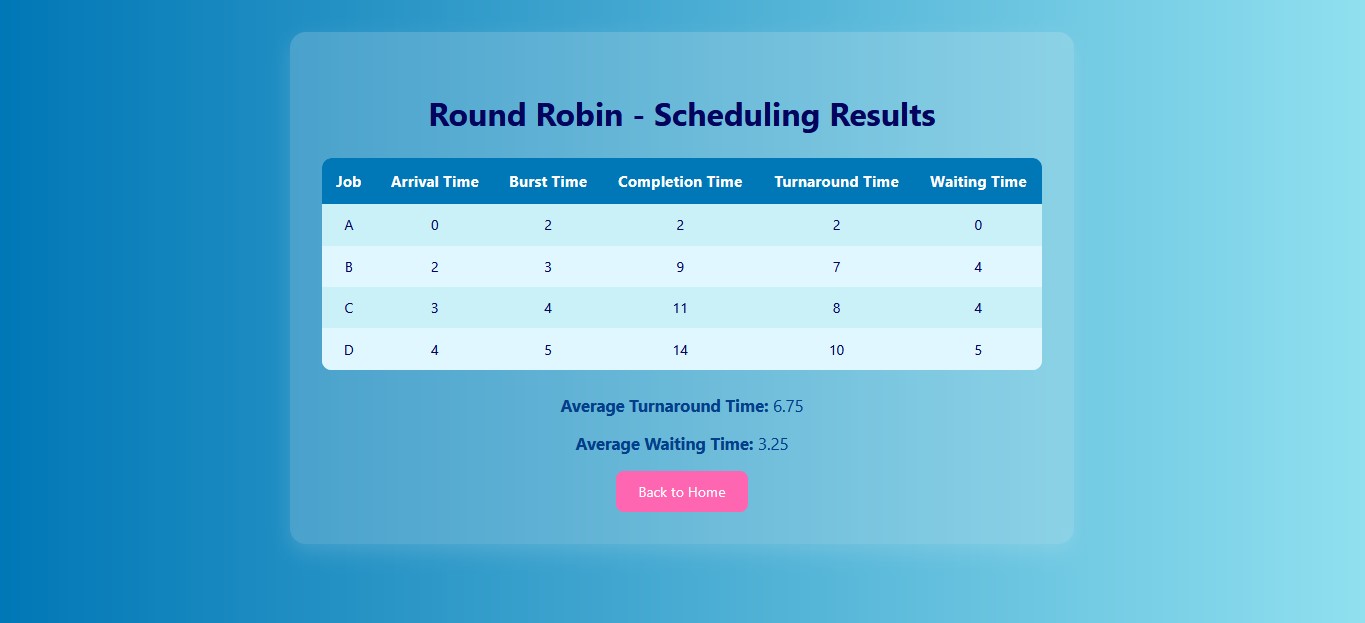 Round Robin - Scheduling Results
Job Arrival Time Burst Time Completion Time Turnaround Time Waiting Time
A 0 2 2 2 0
B 2 3 9 7 4
C 3 4 11 8 4
D 4 5 14 10 5
Average Turnaround Time: 6.75
Average Waiting Time: 3.25
Back to Home